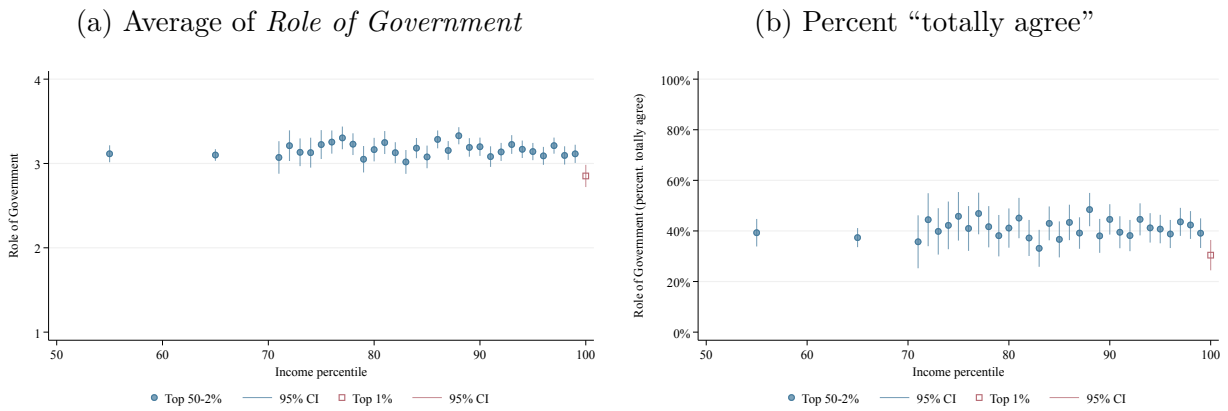 (a) Average of Role of Government
4
3
2
1
Role of Government
50
60
70
80
90
100
Income percentile
Top 50-2%
95% CI
Top 1%
95% CI
(b) Percent “totally agree”
100%
80%
60%
40%
20%
0%
Role of Government (percent. totally agree)
50
60
70
80
90
100
Income percentile
Top 50-2%
95% CI
Top 1%
95% CI